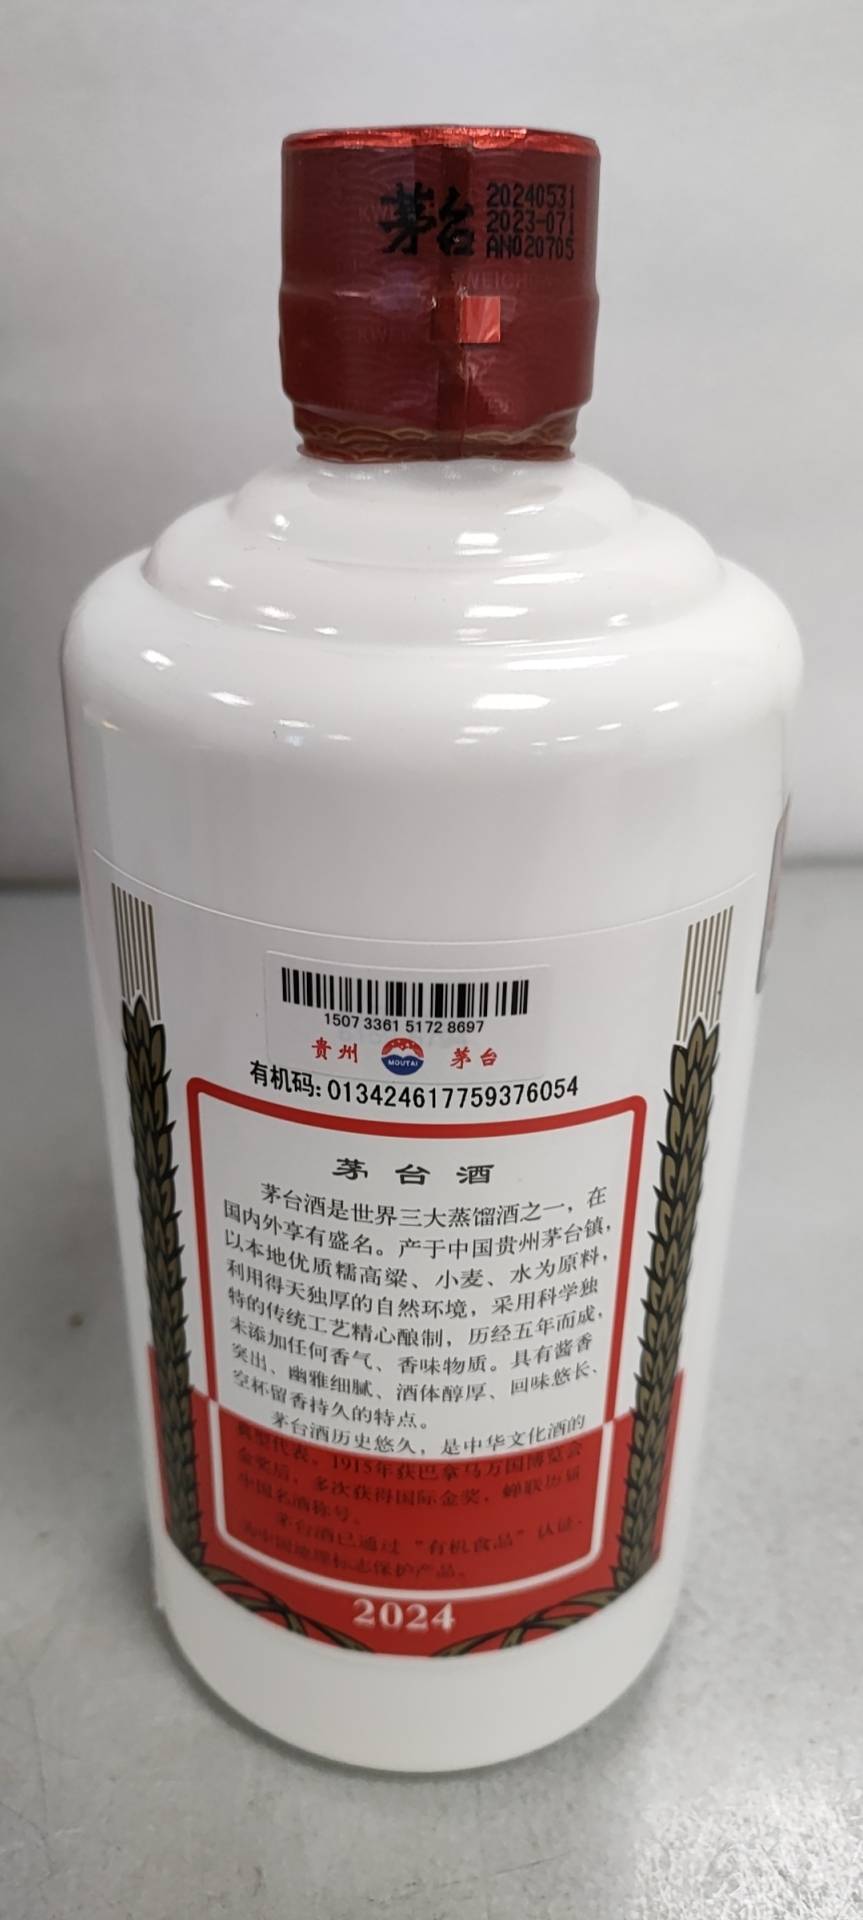 茅台
20240531
2023-071
AN020705
1507 3361 5172 8697
贵州 MOUTAI 茅台
有机码: 013424617759376054
茅台酒
茅台酒是世界三大蒸馏酒之一，在
国内外享有盛名。产于中国贵州茅台镇，
以本地优质糯高粱、小麦、水为原料，
利用得天独厚的自然环境，采用科学独
特的传统工艺精心酿制，历经五年而成，
未添加任何香气、香味物质。具有酱香
突出、幽雅细腻、酒体醇厚、回味悠长、
空杯留香持久的特点。
茅台酒历史悠久，是中华文化酒的
典型代表。1915年获巴拿马万国博览会
金奖后，多次获得国际金奖，蝉联历届
中国名酒称号。
茅台酒已通过“有机食品”认证，
为中国地理标志保护产品。
2024